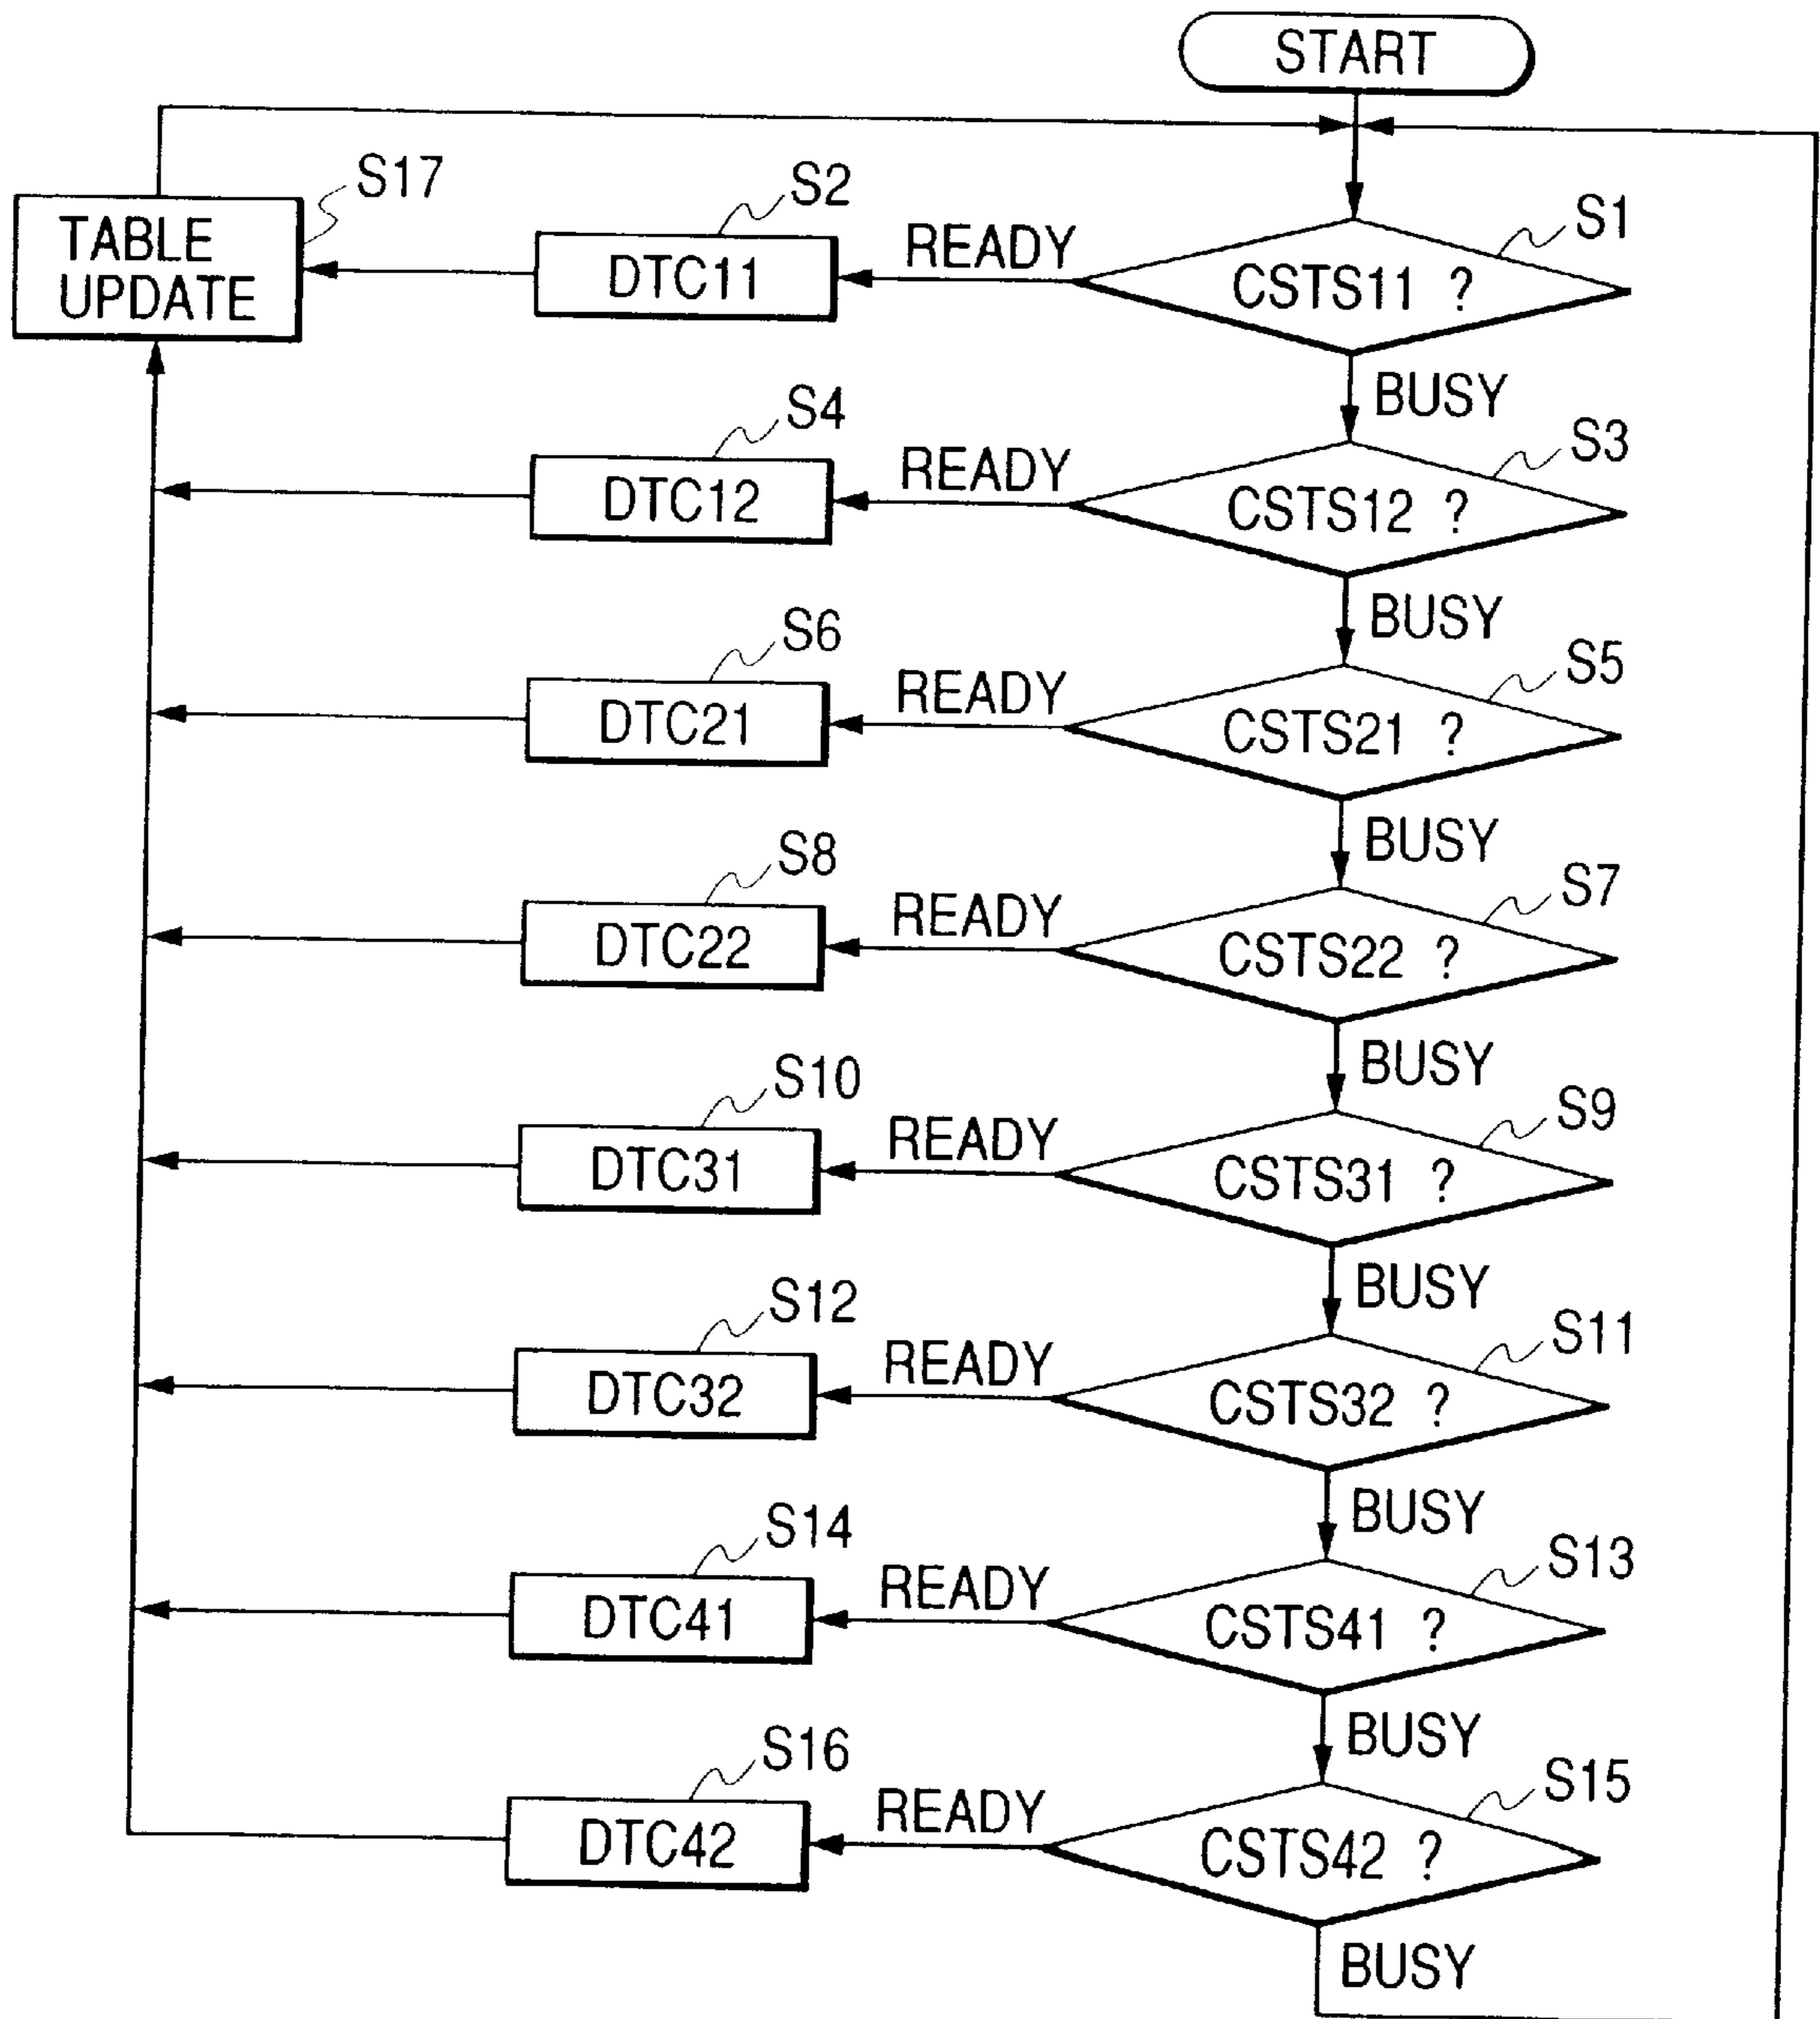 START
S17
TABLE
UPDATE
S2
DTC11
READY
S1
CSTS11 ?
BUSY
S4
DTC12
READY
S3
CSTS12 ?
BUSY
S6
DTC21
READY
S5
CSTS21 ?
BUSY
S8
DTC22
READY
S7
CSTS22 ?
BUSY
S10
DTC31
READY
S9
CSTS31 ?
BUSY
S12
DTC32
READY
S11
CSTS32 ?
BUSY
S14
DTC41
READY
S13
CSTS41 ?
BUSY
S16
DTC42
READY
S15
CSTS42 ?
BUSY